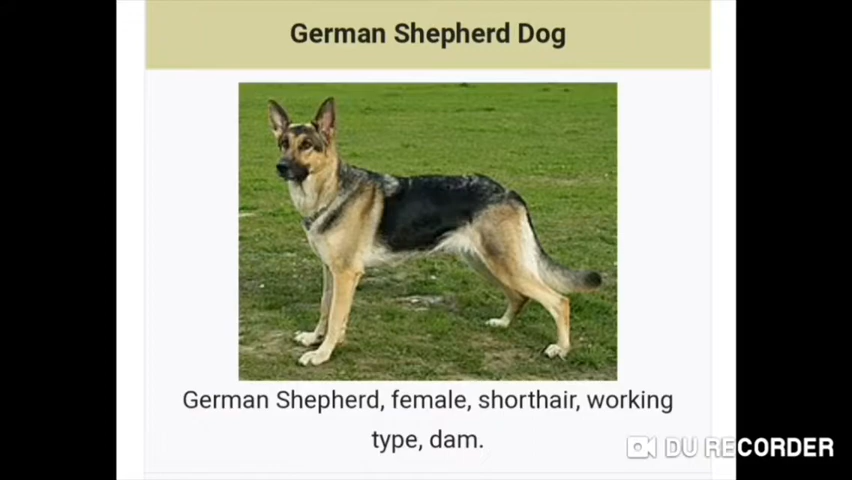 German Shepherd Dog
German Shepherd, female, shorthair, working
type, dam.
DU RECORDER